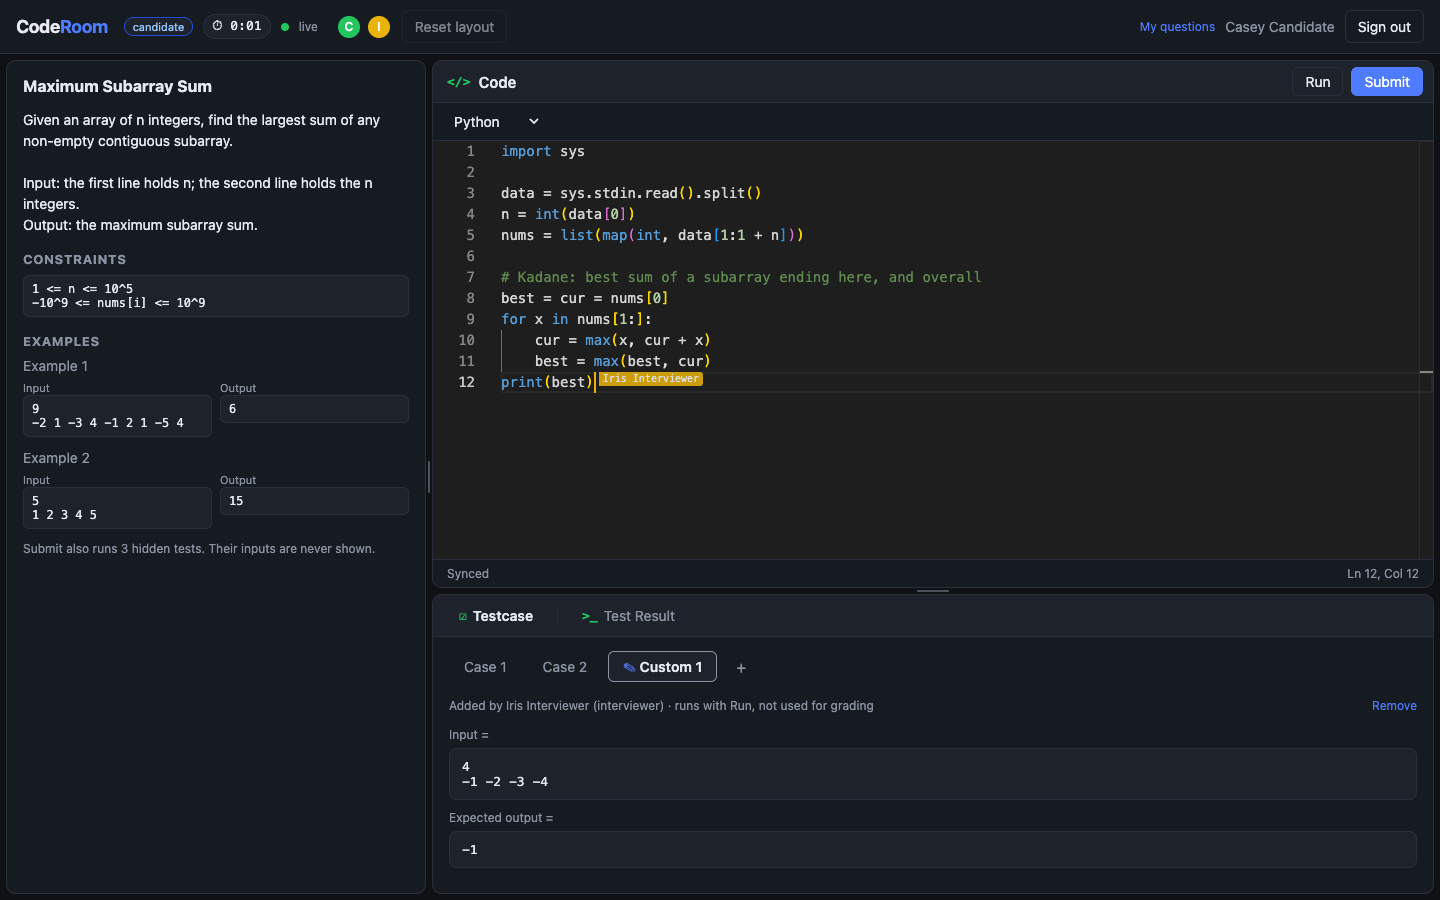 CodeRoom candidate 0:01 live C I Reset layout My questions Casey Candidate Sign out
Maximum Subarray Sum
Given an array of n integers, find the largest sum of any
non-empty contiguous subarray.
Input: the first line holds n; the second line holds the n
integers.
Output: the maximum subarray sum.
CONSTRAINTS
1 <= n <= 10^5
-10^9 <= nums[i] <= 10^9
EXAMPLES
Example 1
Input Output
9
-2 1 -3 4 -1 2 1 -5 4
6
Example 2
Input Output
5
1 2 3 4 5
15
Submit also runs 3 hidden tests. Their inputs are never shown.
</> Code Run Submit
Python
1 import sys
2
3 data = sys.stdin.read().split()
4 n = int(data[0])
5 nums = list(map(int, data[1:1 + n]))
6
7 # Kadane: best sum of a subarray ending here, and overall
8 best = cur = nums[0]
9 for x in nums[1:]:
10 cur = max(x, cur + x)
11 best = max(best, cur)
12 print(best) Iris Interviewer
Synced Ln 12, Col 12
Testcase >_ Test Result
Case 1 Case 2 Custom 1 +
Added by Iris Interviewer (interviewer) · runs with Run, not used for grading Remove
Input =
4
-1 -2 -3 -4
Expected output =
-1